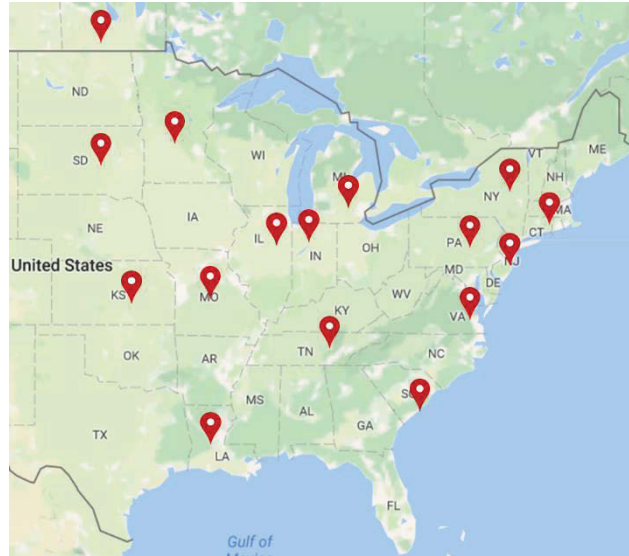 ND
SD
WI
MI
VT
ME
NH
NY
MA
CT
NE
IA
IL
IN
OH
PA
NJ
United States
MD
DE
KS
MO
KY
WV
VA
OK
AR
TN
NC
MS
AL
GA
SC
TX
LA
FL
Gulf of